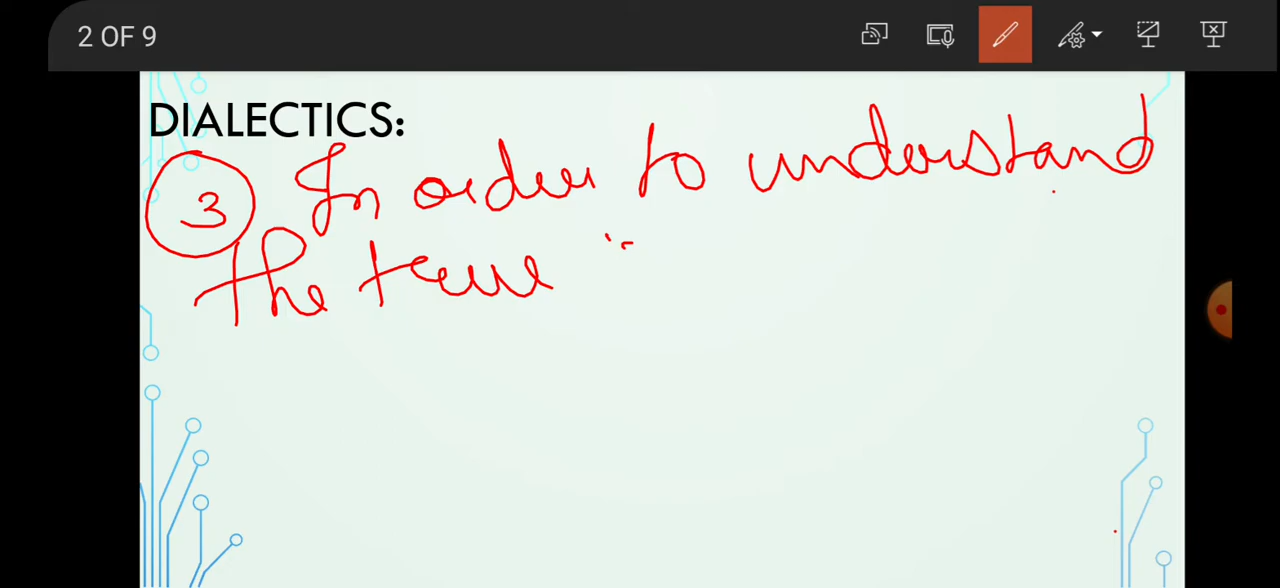 2 OF 9
DIALECTICS:
3 In order to understand
the term "